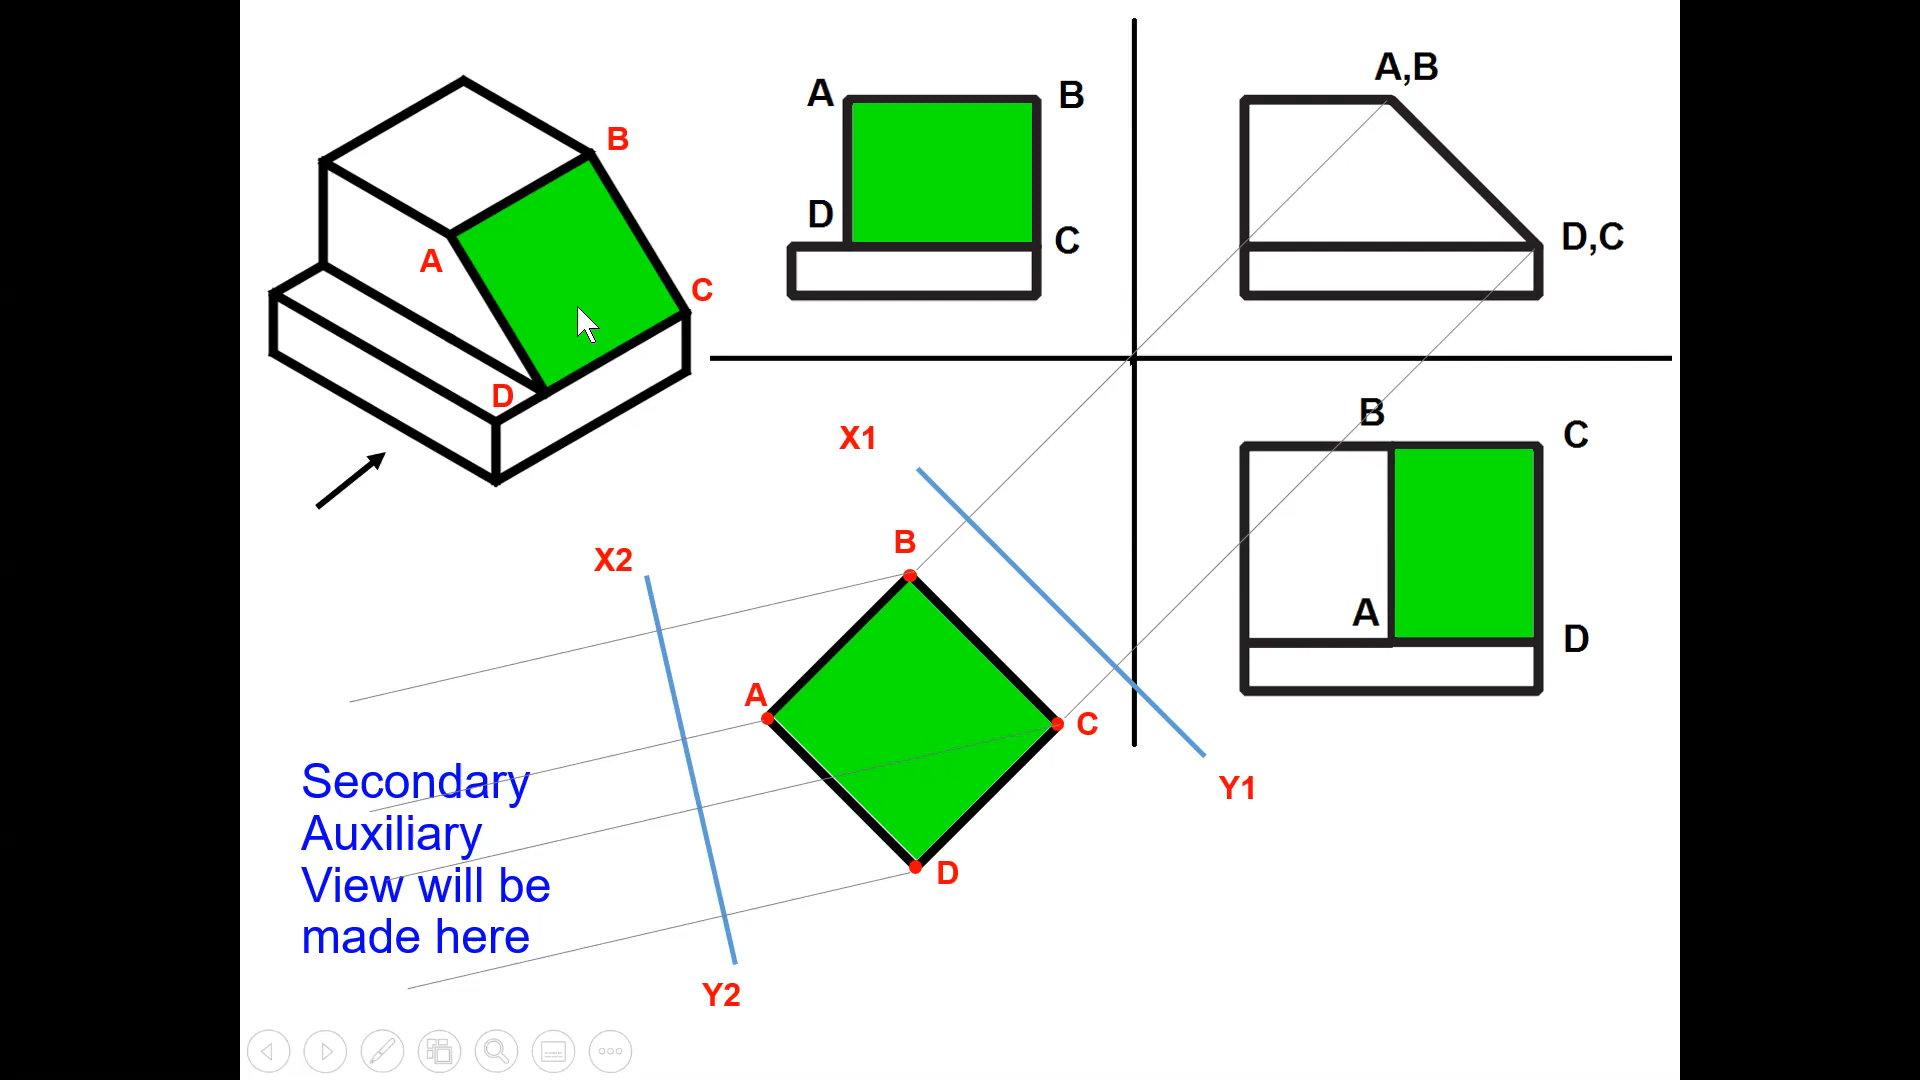 B
A
C
D
A
B
D
C
A,B
D,C
B
C
A
D
X1
X2
B
A
C
D
Y1
Y2
Secondary
Auxiliary
View will be
made here